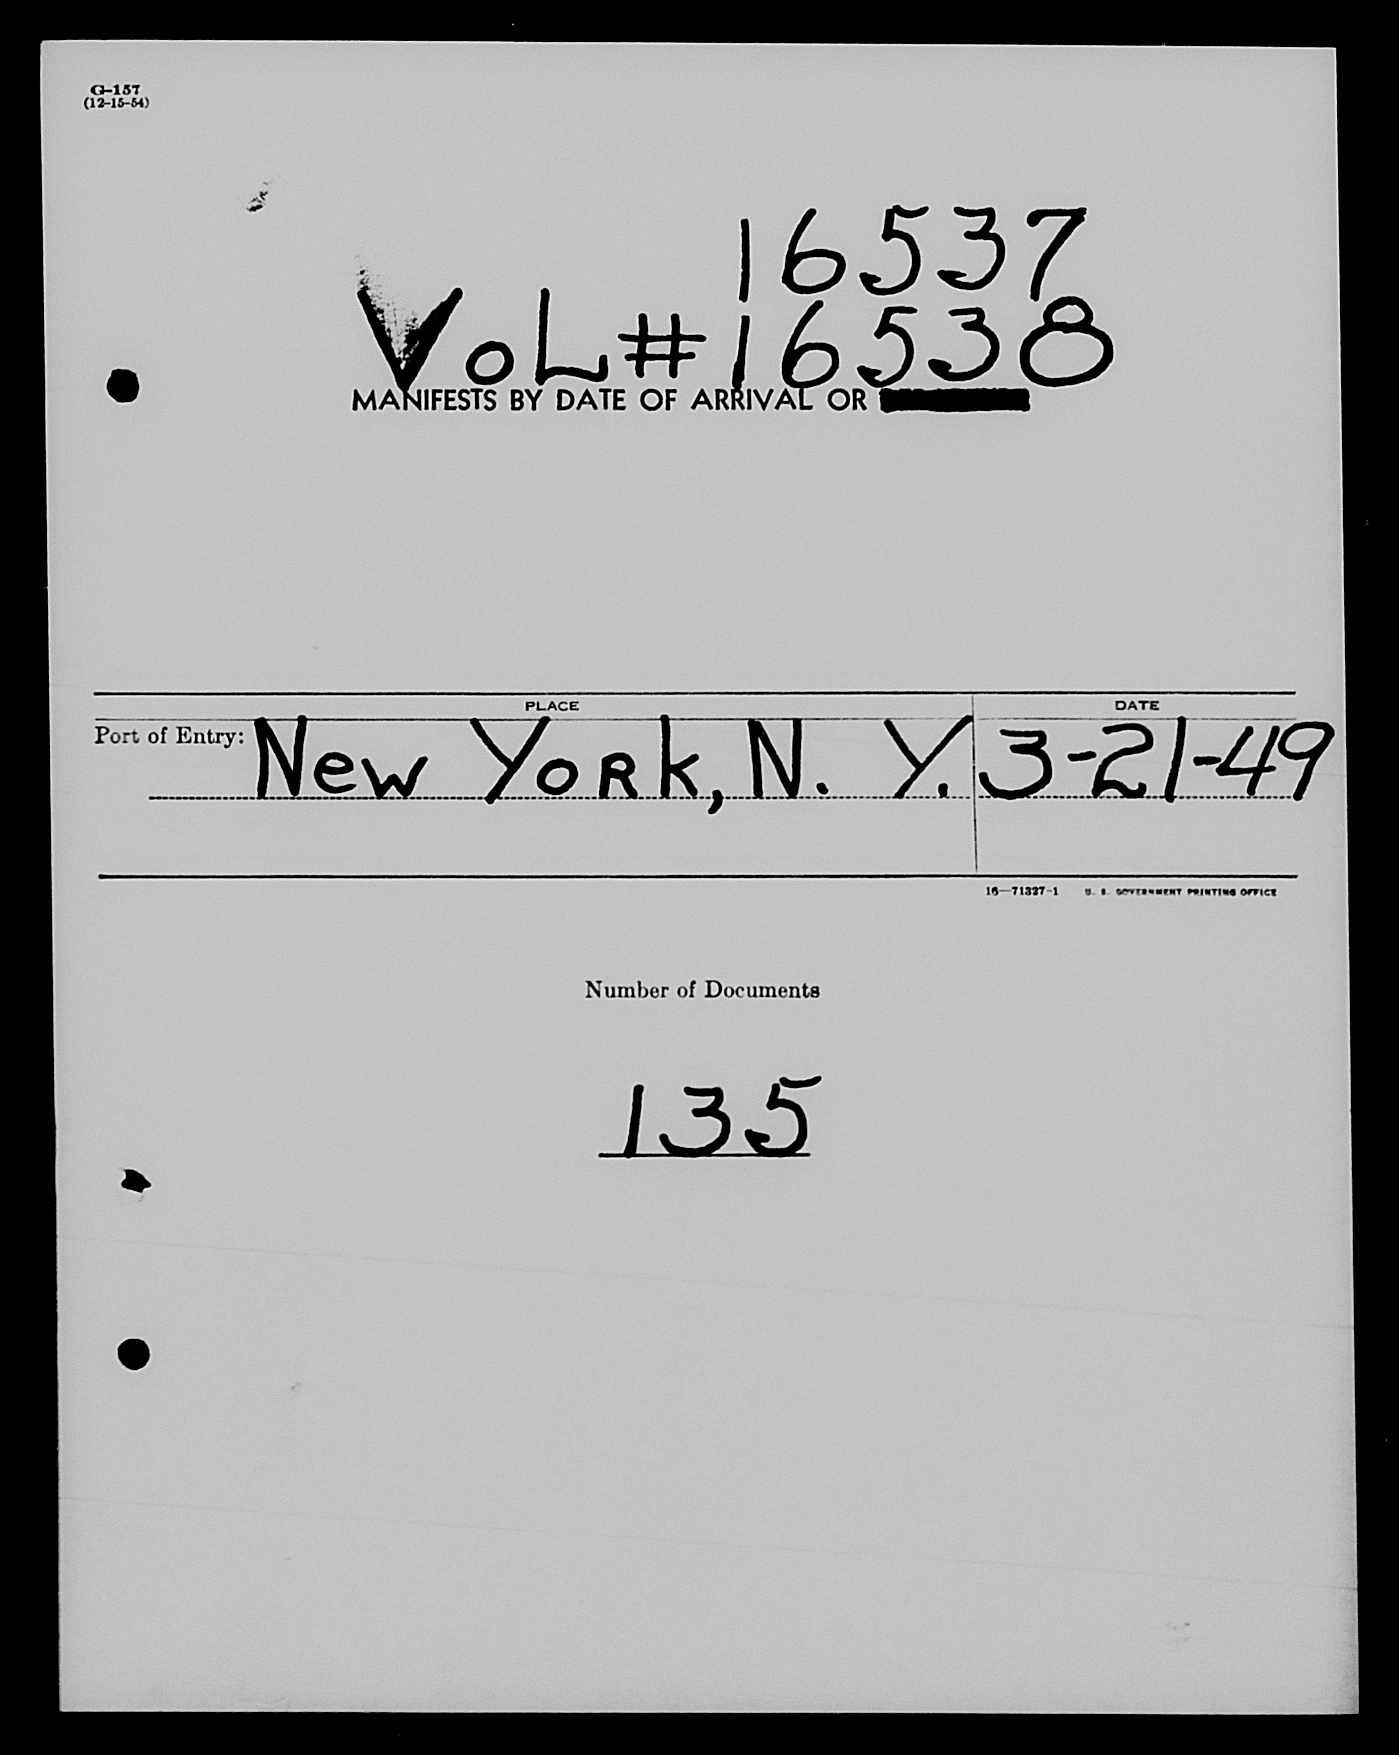 G-157
(12-15-54)
16537
VoL # 16538
MANIFESTS BY DATE OF ARRIVAL OR
PLACE DATE
Port of Entry: New York, N. Y. 3-21-49
16—71327-1 U. S. GOVERNMENT PRINTING OFFICE
Number of Documents
135